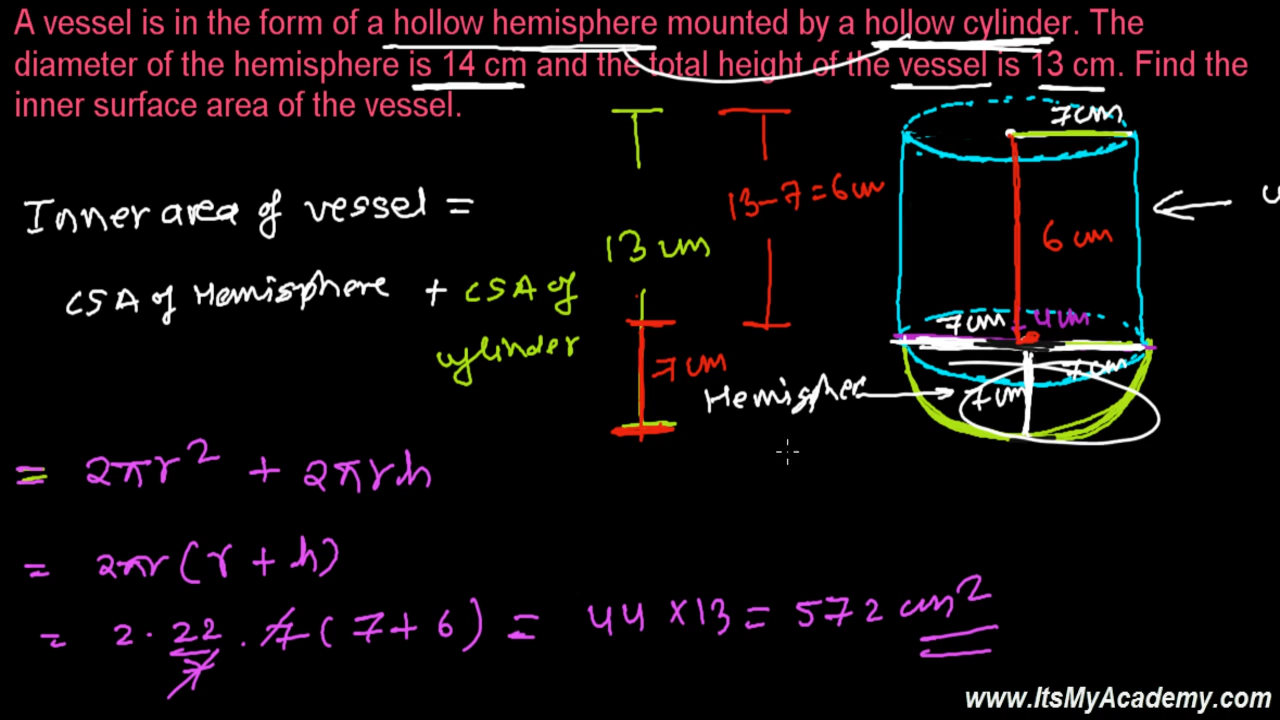 A vessel is in the form of a hollow hemisphere mounted by a hollow cylinder. The
diameter of the hemisphere is 14 cm and the total height of the vessel is 13 cm. Find the
inner surface area of the vessel.
7cm
13-7=6cm
Inner area of vessel =
13 cm
6 cm
CSA of Hemisphere + CSA of
cylinder
7cm
7cm
7cm
7cm
Hemispher
= 2πr² + 2πrh
= 2πr(r+h)
= 2·22/7·7(7+6) = 44×13 = 572 cm²
www.ItsMyAcademy.com